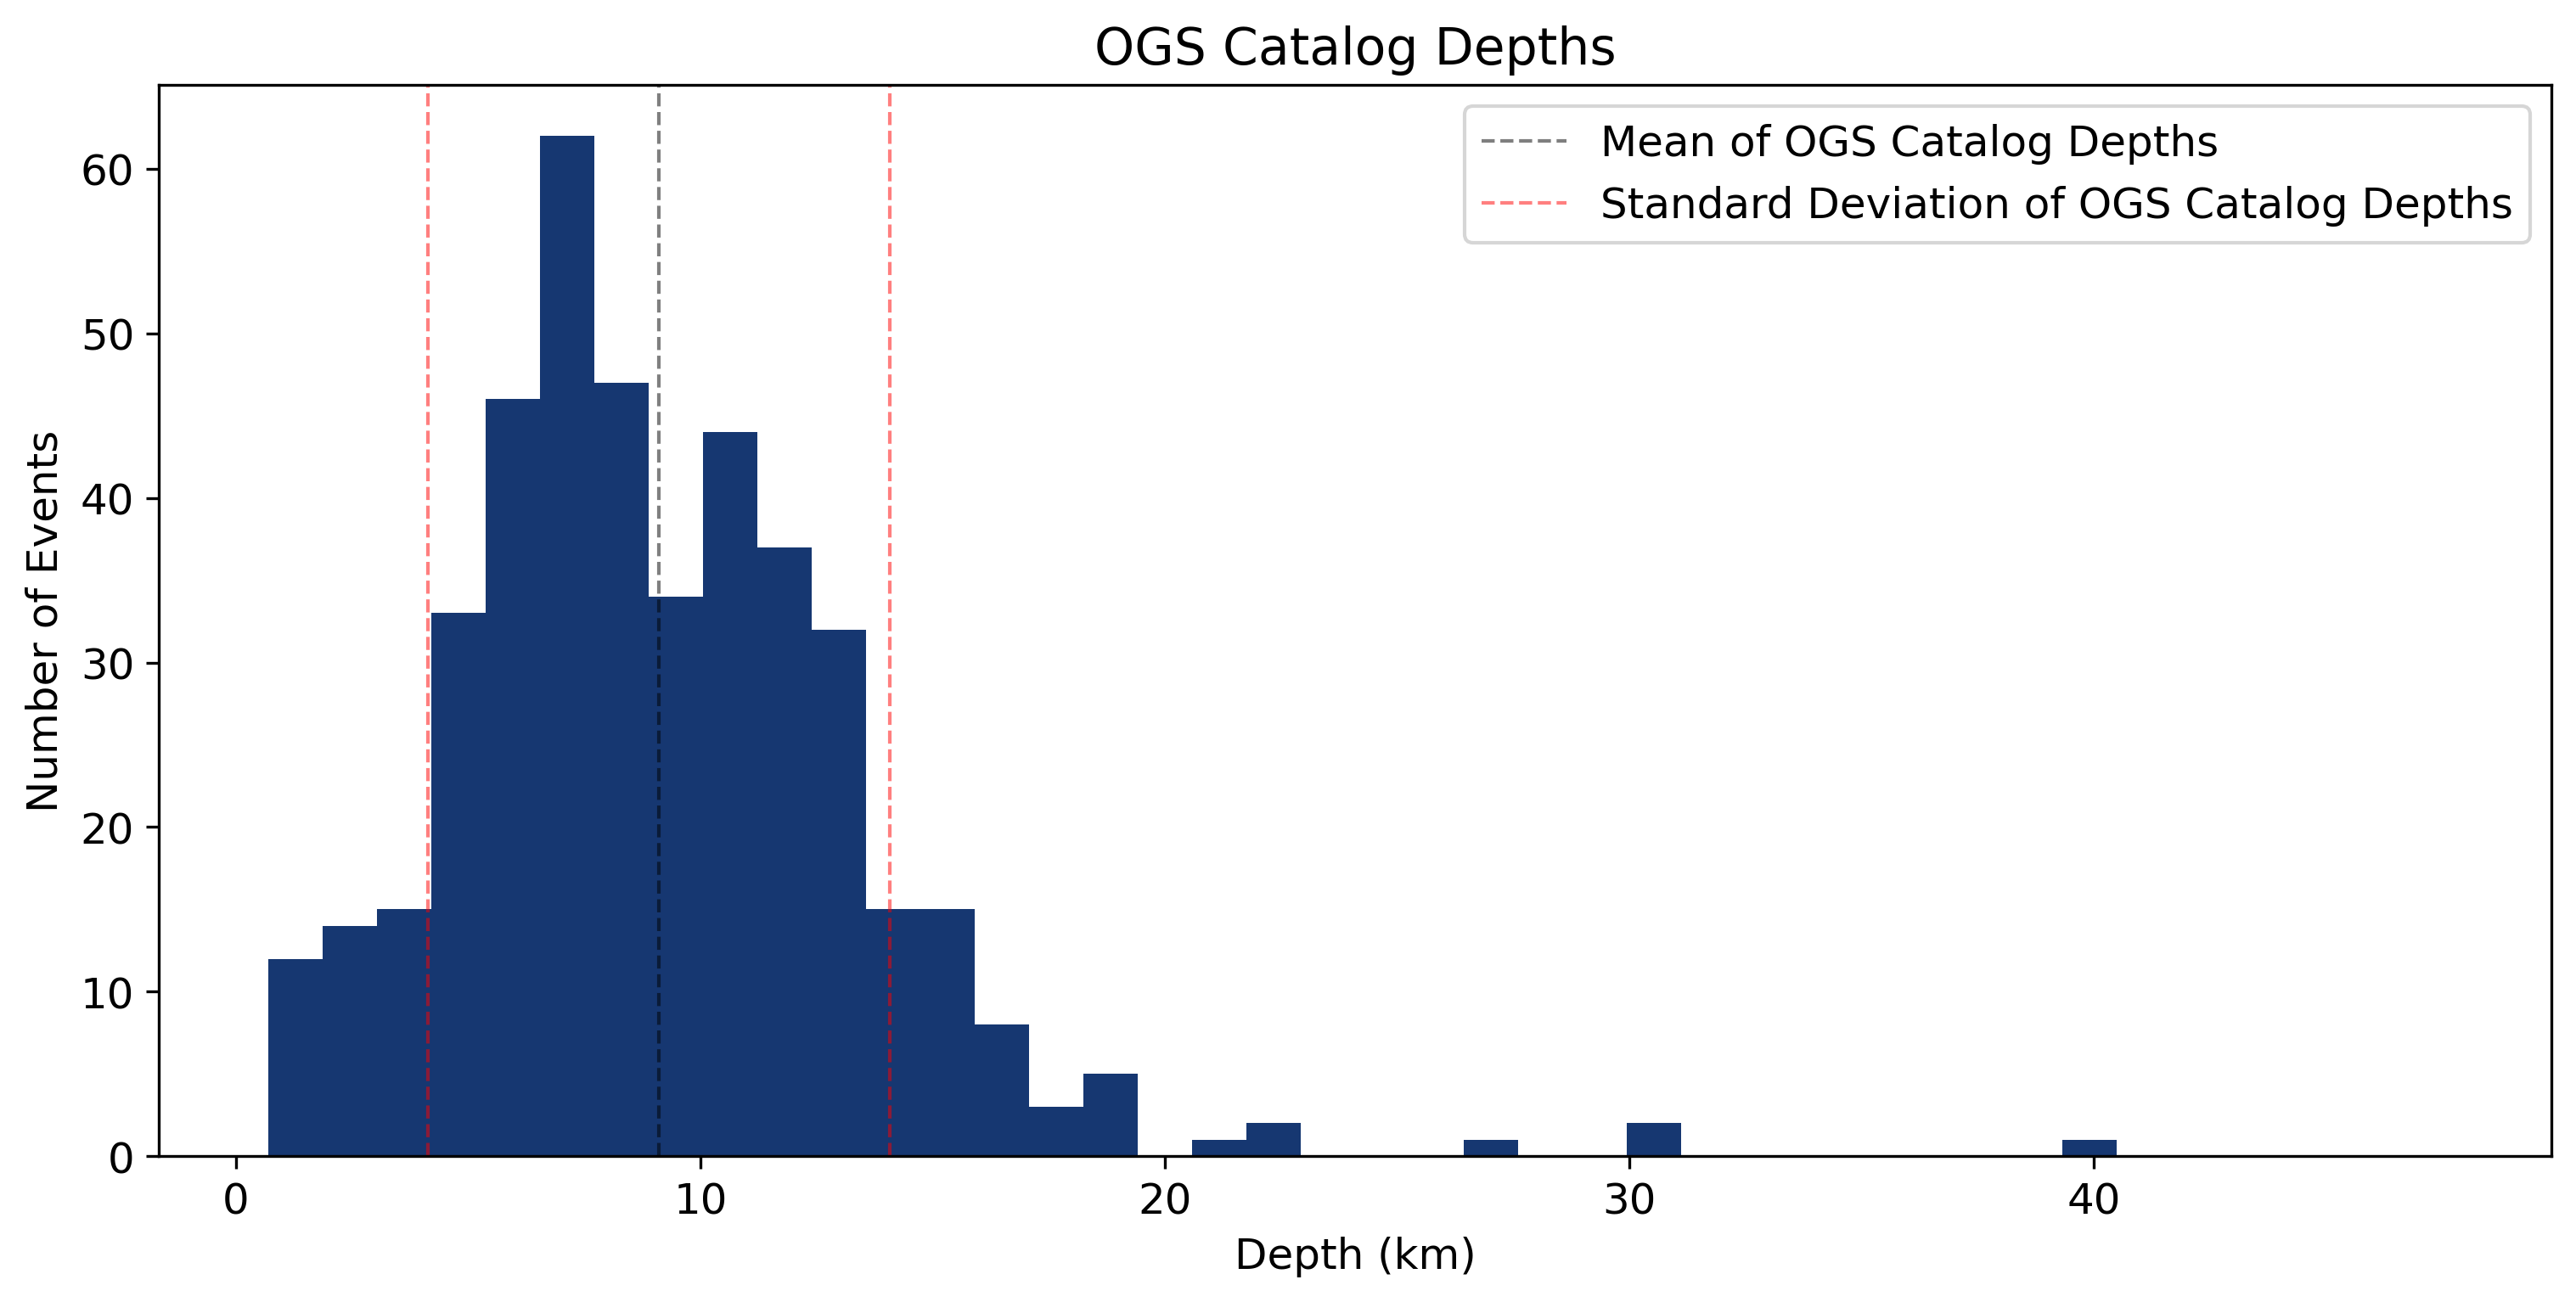 OGS Catalog Depths
Mean of OGS Catalog Depths
Standard Deviation of OGS Catalog Depths
Number of Events
60
50
40
30
20
10
0
0 10 20 30 40
Depth (km)